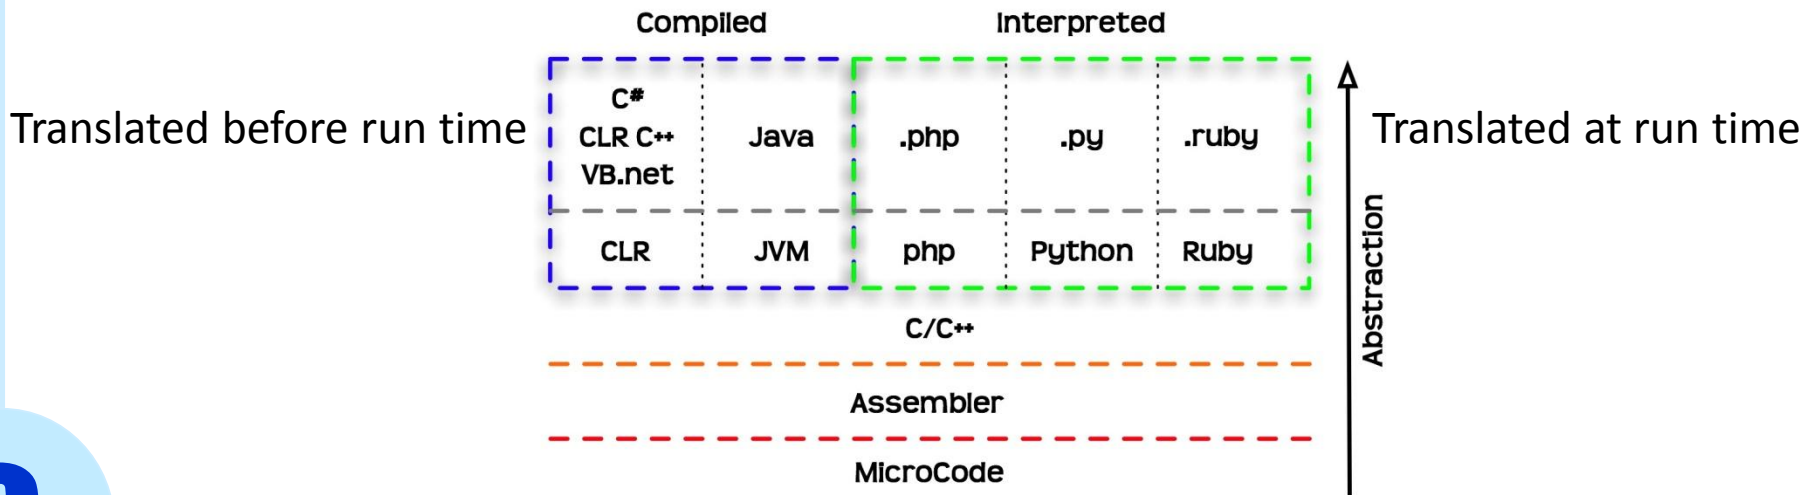 Compiled Interpreted
Translated before run time
C#
CLR C++
VB.net
Java
.php
.py
.ruby
Translated at run time
CLR
JVM
php
Python
Ruby
Abstraction
C/C++
Assembler
MicroCode